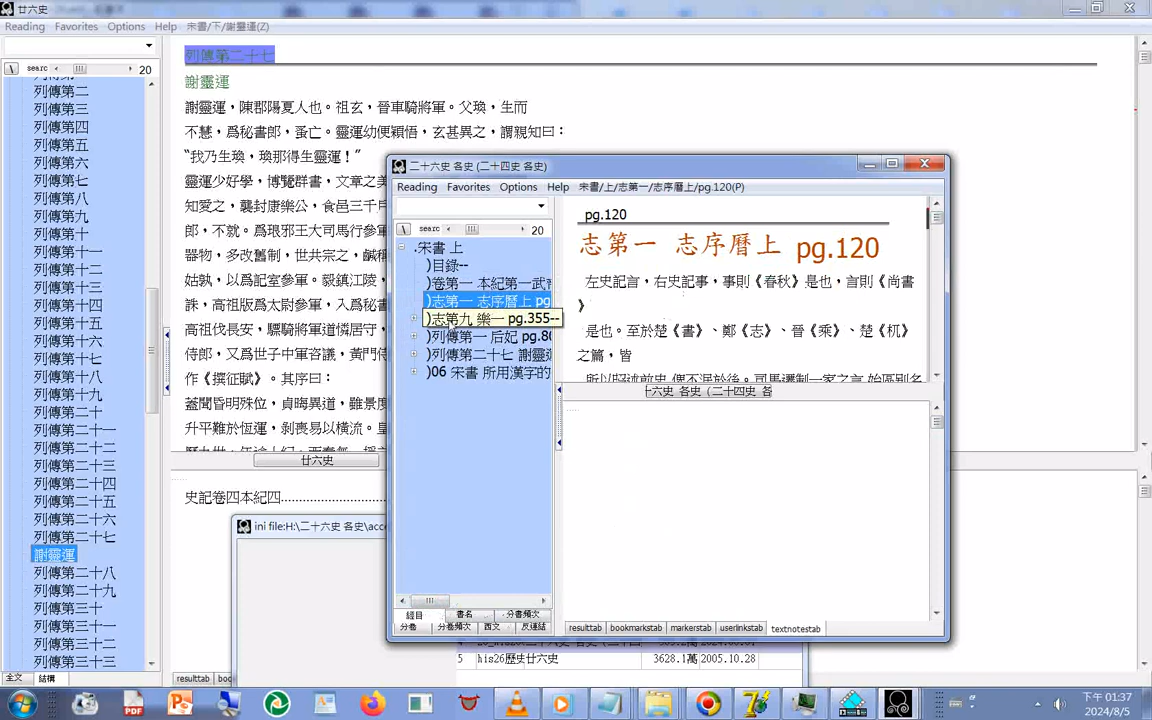 廿六史
Reading Favorites Options Help 宋書/下/謝靈運(Z)
searc 20
列傳第二
列傳第三
列傳第四
列傳第五
列傳第六
列傳第七
列傳第八
列傳第九
列傳第十
列傳第十一
列傳第十二
列傳第十三
列傳第十四
列傳第十五
列傳第十六
列傳第十七
列傳第十八
列傳第十九
列傳第二十
列傳第二十一
列傳第二十二
列傳第二十三
列傳第二十四
列傳第二十五
列傳第二十六
列傳第二十七
謝靈運
列傳第二十八
列傳第二十九
列傳第三十
列傳第三十一
列傳第三十二
列傳第三十三
全文 結構
列傳第二十七
謝靈運
謝靈運，陳郡陽夏人也。祖玄，晉車騎將軍。父瑍，生而
不慧，爲秘書郎，蚤亡。靈運幼便穎悟，玄甚異之，謂親知曰：
“我乃生瑍，瑍那得生靈運！”
靈運少好學，博覽群書，文章之美
知愛之，襲封康樂公，食邑三千戶
郎，不就。爲琅邪王大司馬行參軍
器物，多改舊制，世共宗之，咸稱
姑孰，以爲記室參軍。毅鎮江陵，
誅，高祖版爲太尉參軍，入爲秘書
高祖伐長安，驃騎將軍道憐居守，
侍郎，又爲世子中軍咨議，黃門侍
作《撰征賦》。其序曰：
蓋聞昏明殊位，貞晦異道，雖景度
升平難於恆運，剝喪易以橫流。皇
廿六史
史記卷四本紀四
resulttab
ini file:H:\二十六史 各史\acce
二十六史 各史(二十四史 各史)
Reading Favorites Options Help 宋書/上/志第一/志序曆上/pg.120(P)
searc 20
.宋書 上
)目錄--
)卷第一 本紀第一武帝
)志第一 志序曆上 pg
)志第九 樂一 pg.355--
)列傳第一 后妃 pg.80
)列傳第二十七 謝靈運
)06 宋書 所用漢字的
經目 書名 分書頻次
分卷 分卷頻次 西文 反連結
pg.120
志第一 志序曆上 pg.120
左史記言，右史記事，事則《春秋》是也，言則《尚書
》
是也。至於楚《書》、鄭《志》、晉《乘》、楚《杌》
之篇，皆
十六史 各史 (二十四史 各
resulttab bookmarkstab markerstab userlinkstab textnotestab
5 his26歷史廿六史 3628.1萬 2005.10.28
下午 01:37
2024/8/5